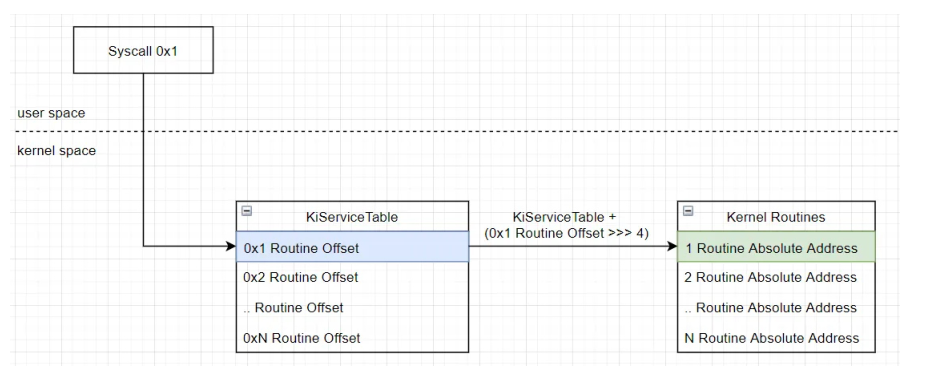 Syscall 0x1
user space
kernel space
KiServiceTable
0x1 Routine Offset
0x2 Routine Offset
.. Routine Offset
0xN Routine Offset
KiServiceTable +
(0x1 Routine Offset >>> 4)
Kernel Routines
1 Routine Absolute Address
2 Routine Absolute Address
.. Routine Absolute Address
N Routine Absolute Address